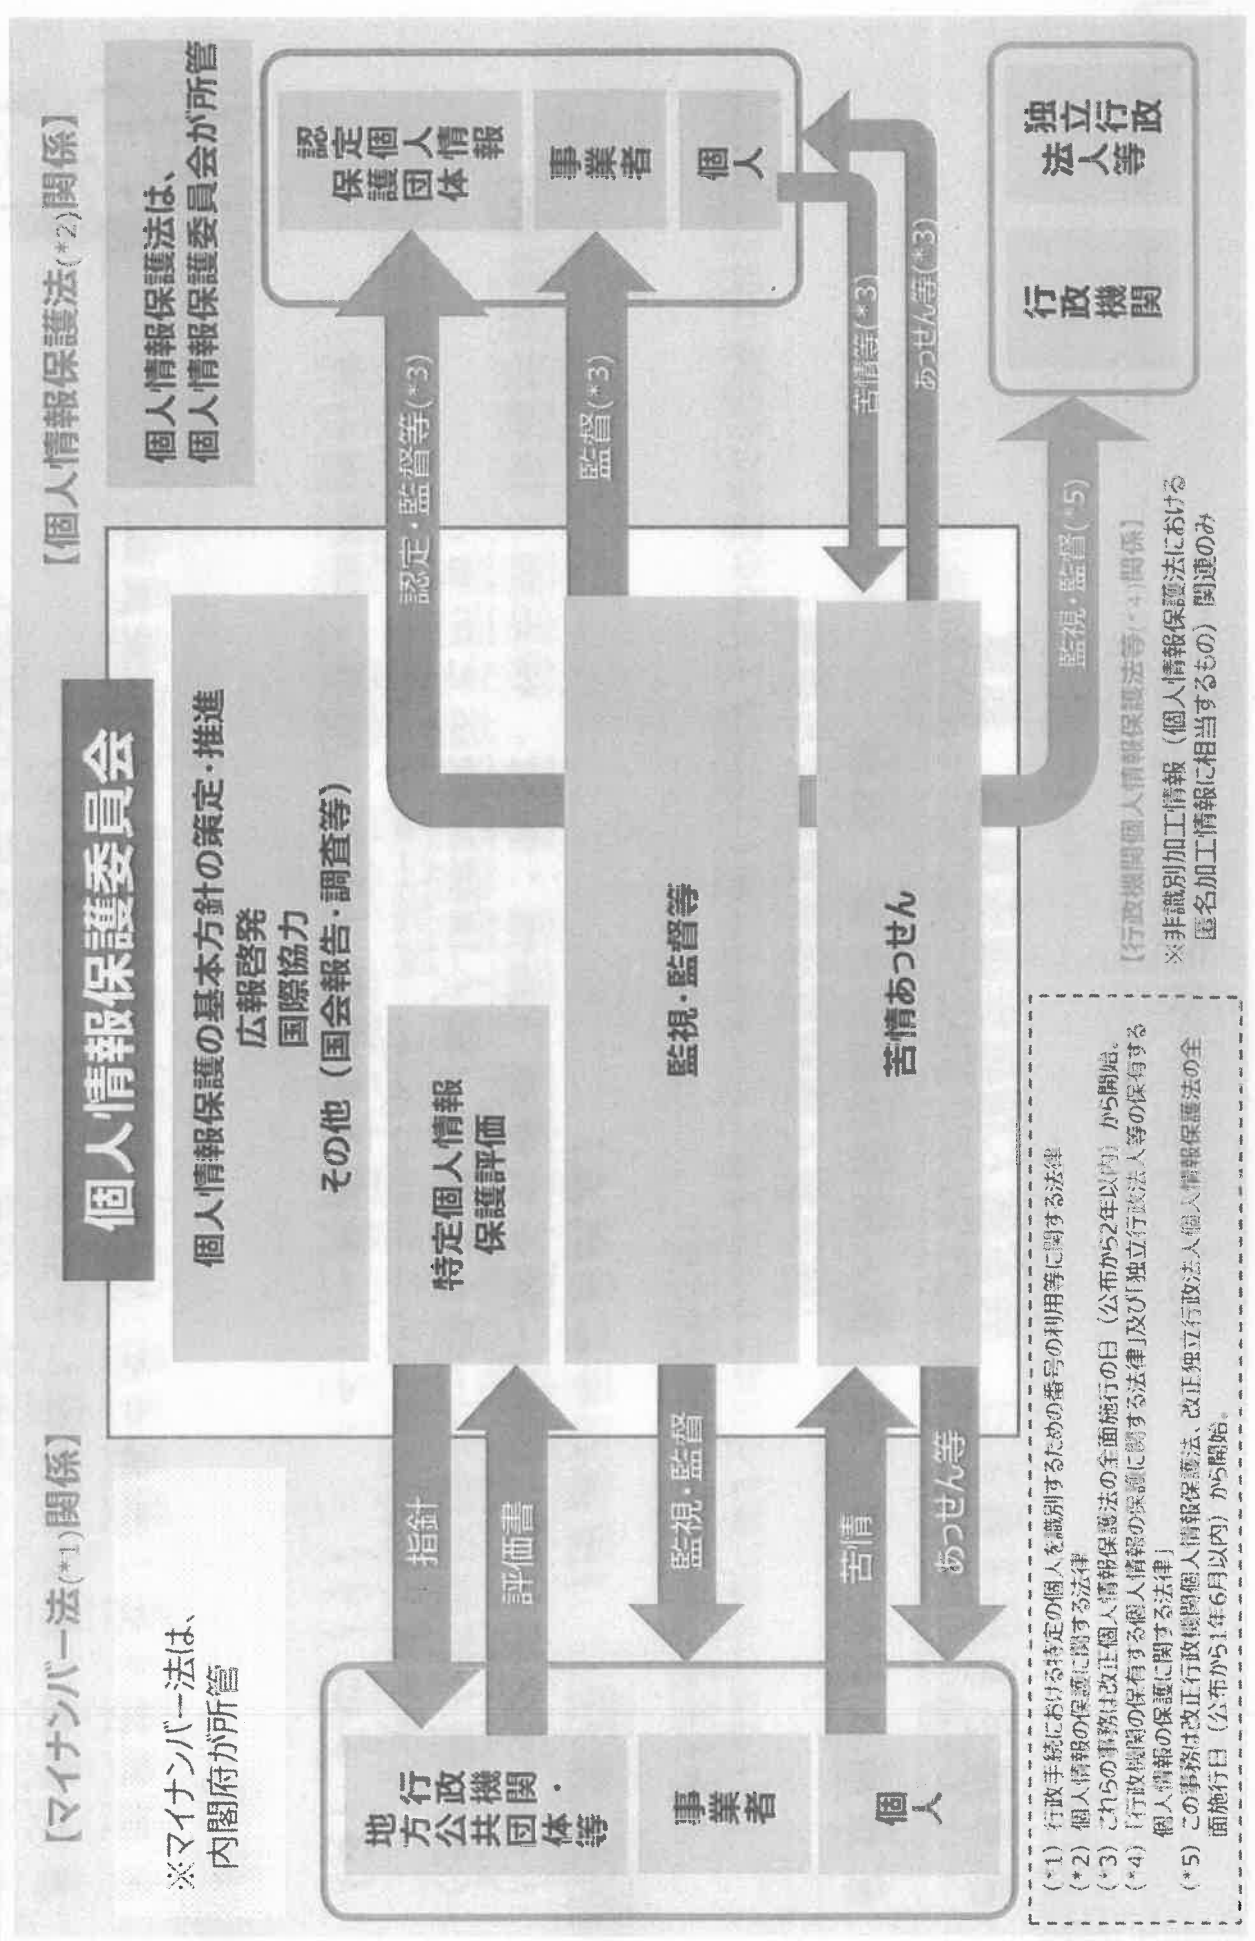 【マイナンバー法(*1)関係】
※マイナンバー法は、
内閣府が所管
個人情報保護委員会
【個人情報保護法(*2)関係】
個人情報保護法は、
個人情報保護委員会が所管
個人情報保護の基本方針の策定・推進
広報啓発
国際協力
その他（国会報告・調査等）
特定個人情報
保護評価
監視・監督等
苦情あっせん
行政機関・
地方公共団体等
事業者
個人
指針
評価書
監視・監督
苦情
あっせん等
認定・監督等(*3)
監督(*3)
苦情等(*3)
あっせん等(*3)
監視・監督(*5)
認定個人情報
保護団体
事業者
個人
行政機関
独立行政
法人等
【行政機関個人情報保護法等(*4)関係】
※非識別加工情報（個人情報保護法における
匿名加工情報に相当するもの）関連のみ
(*1) 行政手続における特定の個人を識別するための番号の利用等に関する法律
(*2) 個人情報の保護に関する法律
(*3) これらの事務は改正個人情報保護法の全面施行の日（公布から2年以内）から開始。
(*4) 「行政機関の保有する個人情報の保護に関する法律」及び「独立行政法人等の保有する
個人情報の保護に関する法律」
(*5) この事務は改正行政機関個人情報保護法、改正独立行政法人個人情報保護法の全
面施行日（公布から1年6月以内）から開始。